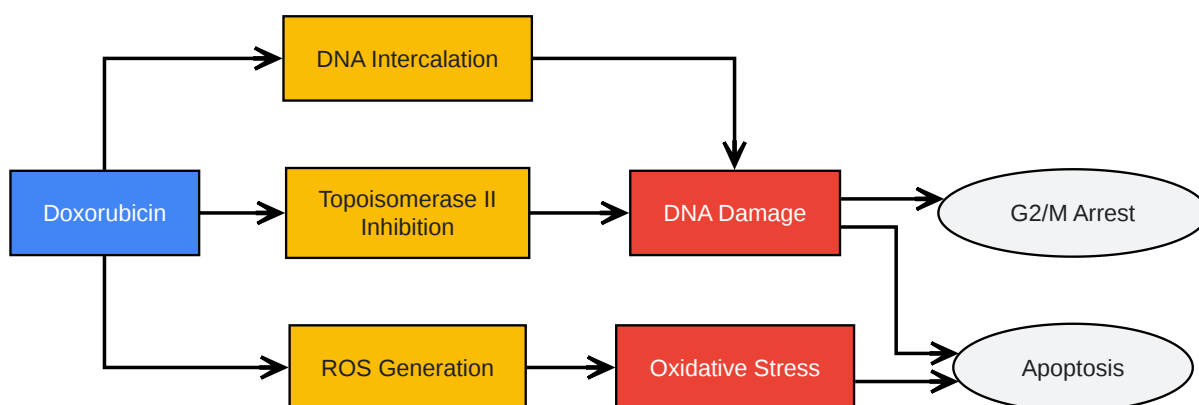 DNA Intercalation
Doxorubicin
Topoisomerase II
Inhibition
DNA Damage
G2/M Arrest
ROS Generation
Oxidative Stress
Apoptosis